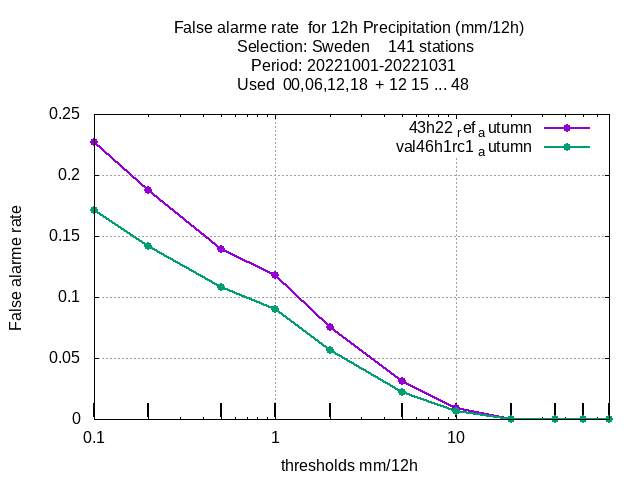 False alarme rate  for 12h Precipitation (mm/12h)
Selection: Sweden    141 stations
Period: 20221001-20221031
Used  00,06,12,18  + 12 15 ... 48
43h22 ref a utumn
val46h1rc1 a utumn
0.25
0.2
0.15
0.1
0.05
0
False alarme rate
0.1 1 10
thresholds mm/12h